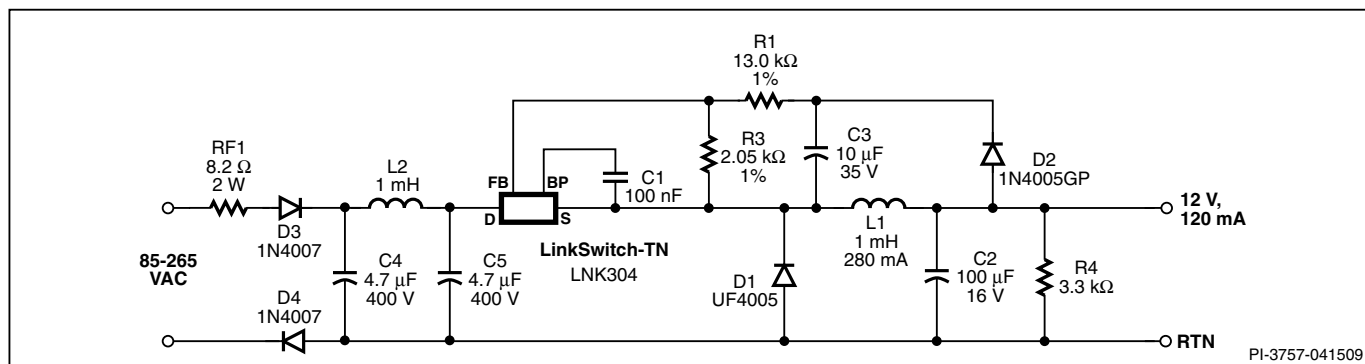 R1
13.0 kΩ
1%
RF1
8.2 Ω
2 W
L2
1 mH
FB
BP
C1
100 nF
R3
2.05 kΩ
1%
C3
10 µF
35 V
D2
1N4005GP
D
S
12 V,
120 mA
D3
1N4007
85-265
VAC
C4
4.7 µF
400 V
C5
4.7 µF
400 V
LinkSwitch-TN
LNK304
D1
UF4005
L1
1 mH
280 mA
C2
100 µF
16 V
R4
3.3 kΩ
D4
1N4007
RTN
PI-3757-041509